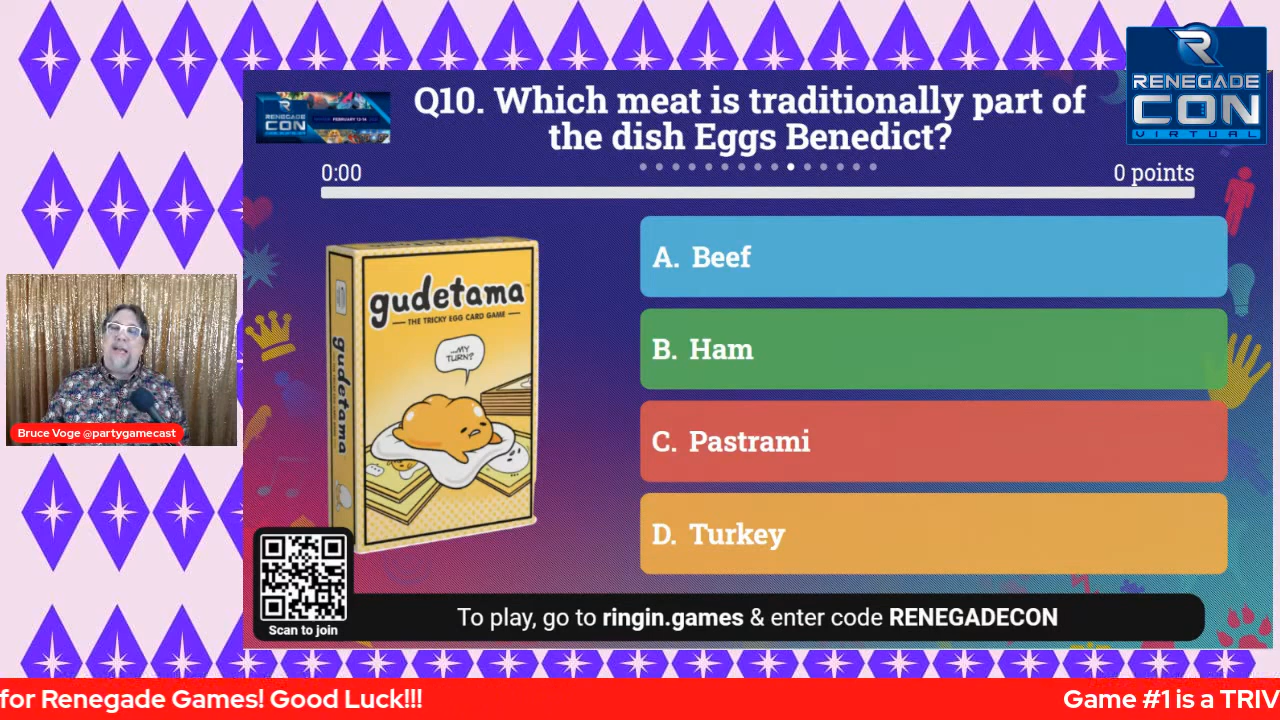 RENEGADE
CON
VIRTUAL
RENEGADE
CON
FEBRUARY 12-14
Q10. Which meat is traditionally part of
the dish Eggs Benedict?
0:00
0 points
gudetama
THE TRICKY EGG CARD GAME
...MY
TURN?
gudetama
A. Beef
B. Ham
C. Pastrami
D. Turkey
Bruce Voge @partygamecast
Scan to join
To play, go to ringin.games & enter code RENEGADECON
for Renegade Games! Good Luck!!!
Game #1 is a TRIV